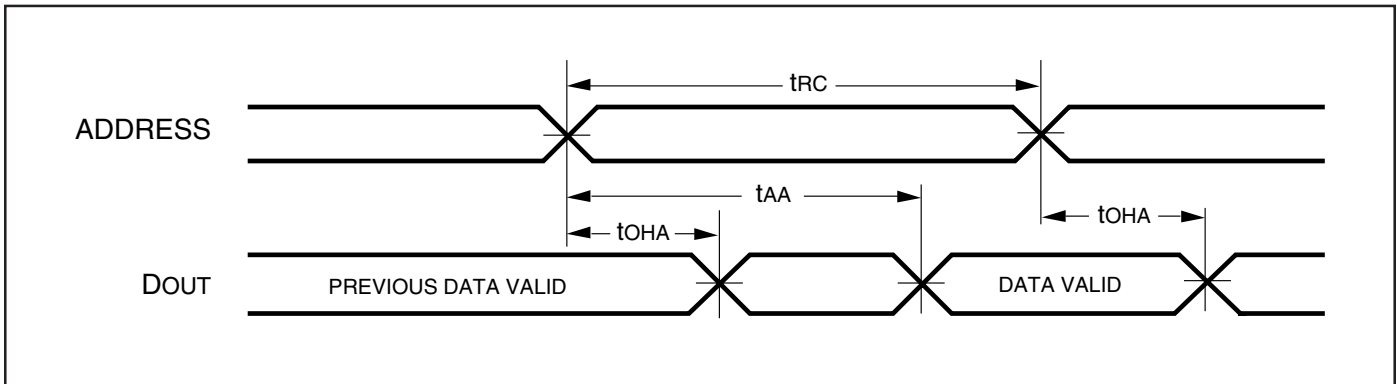 tRC
ADDRESS
tAA
tOHA
tOHA
DOUT
PREVIOUS DATA VALID
DATA VALID